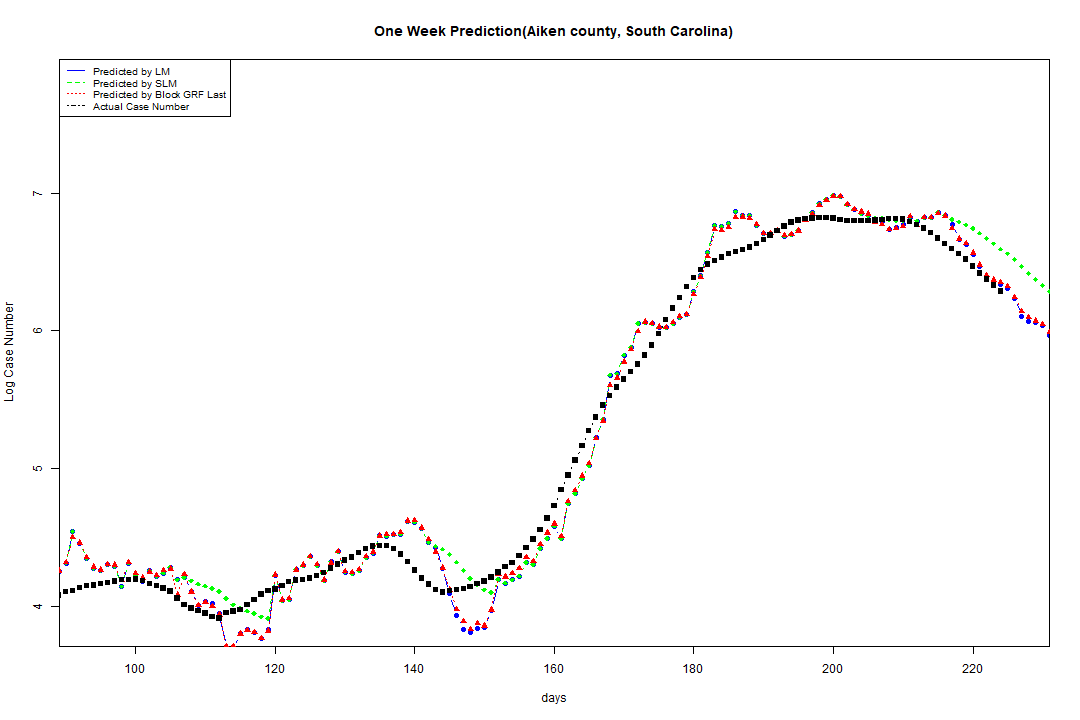 One Week Prediction(Aiken county, South Carolina)
Predicted by LM
Predicted by SLM
Predicted by Block GRF Last
Actual Case Number
7
6
5
4
Log Case Number
100 120 140 160 180 200 220
days